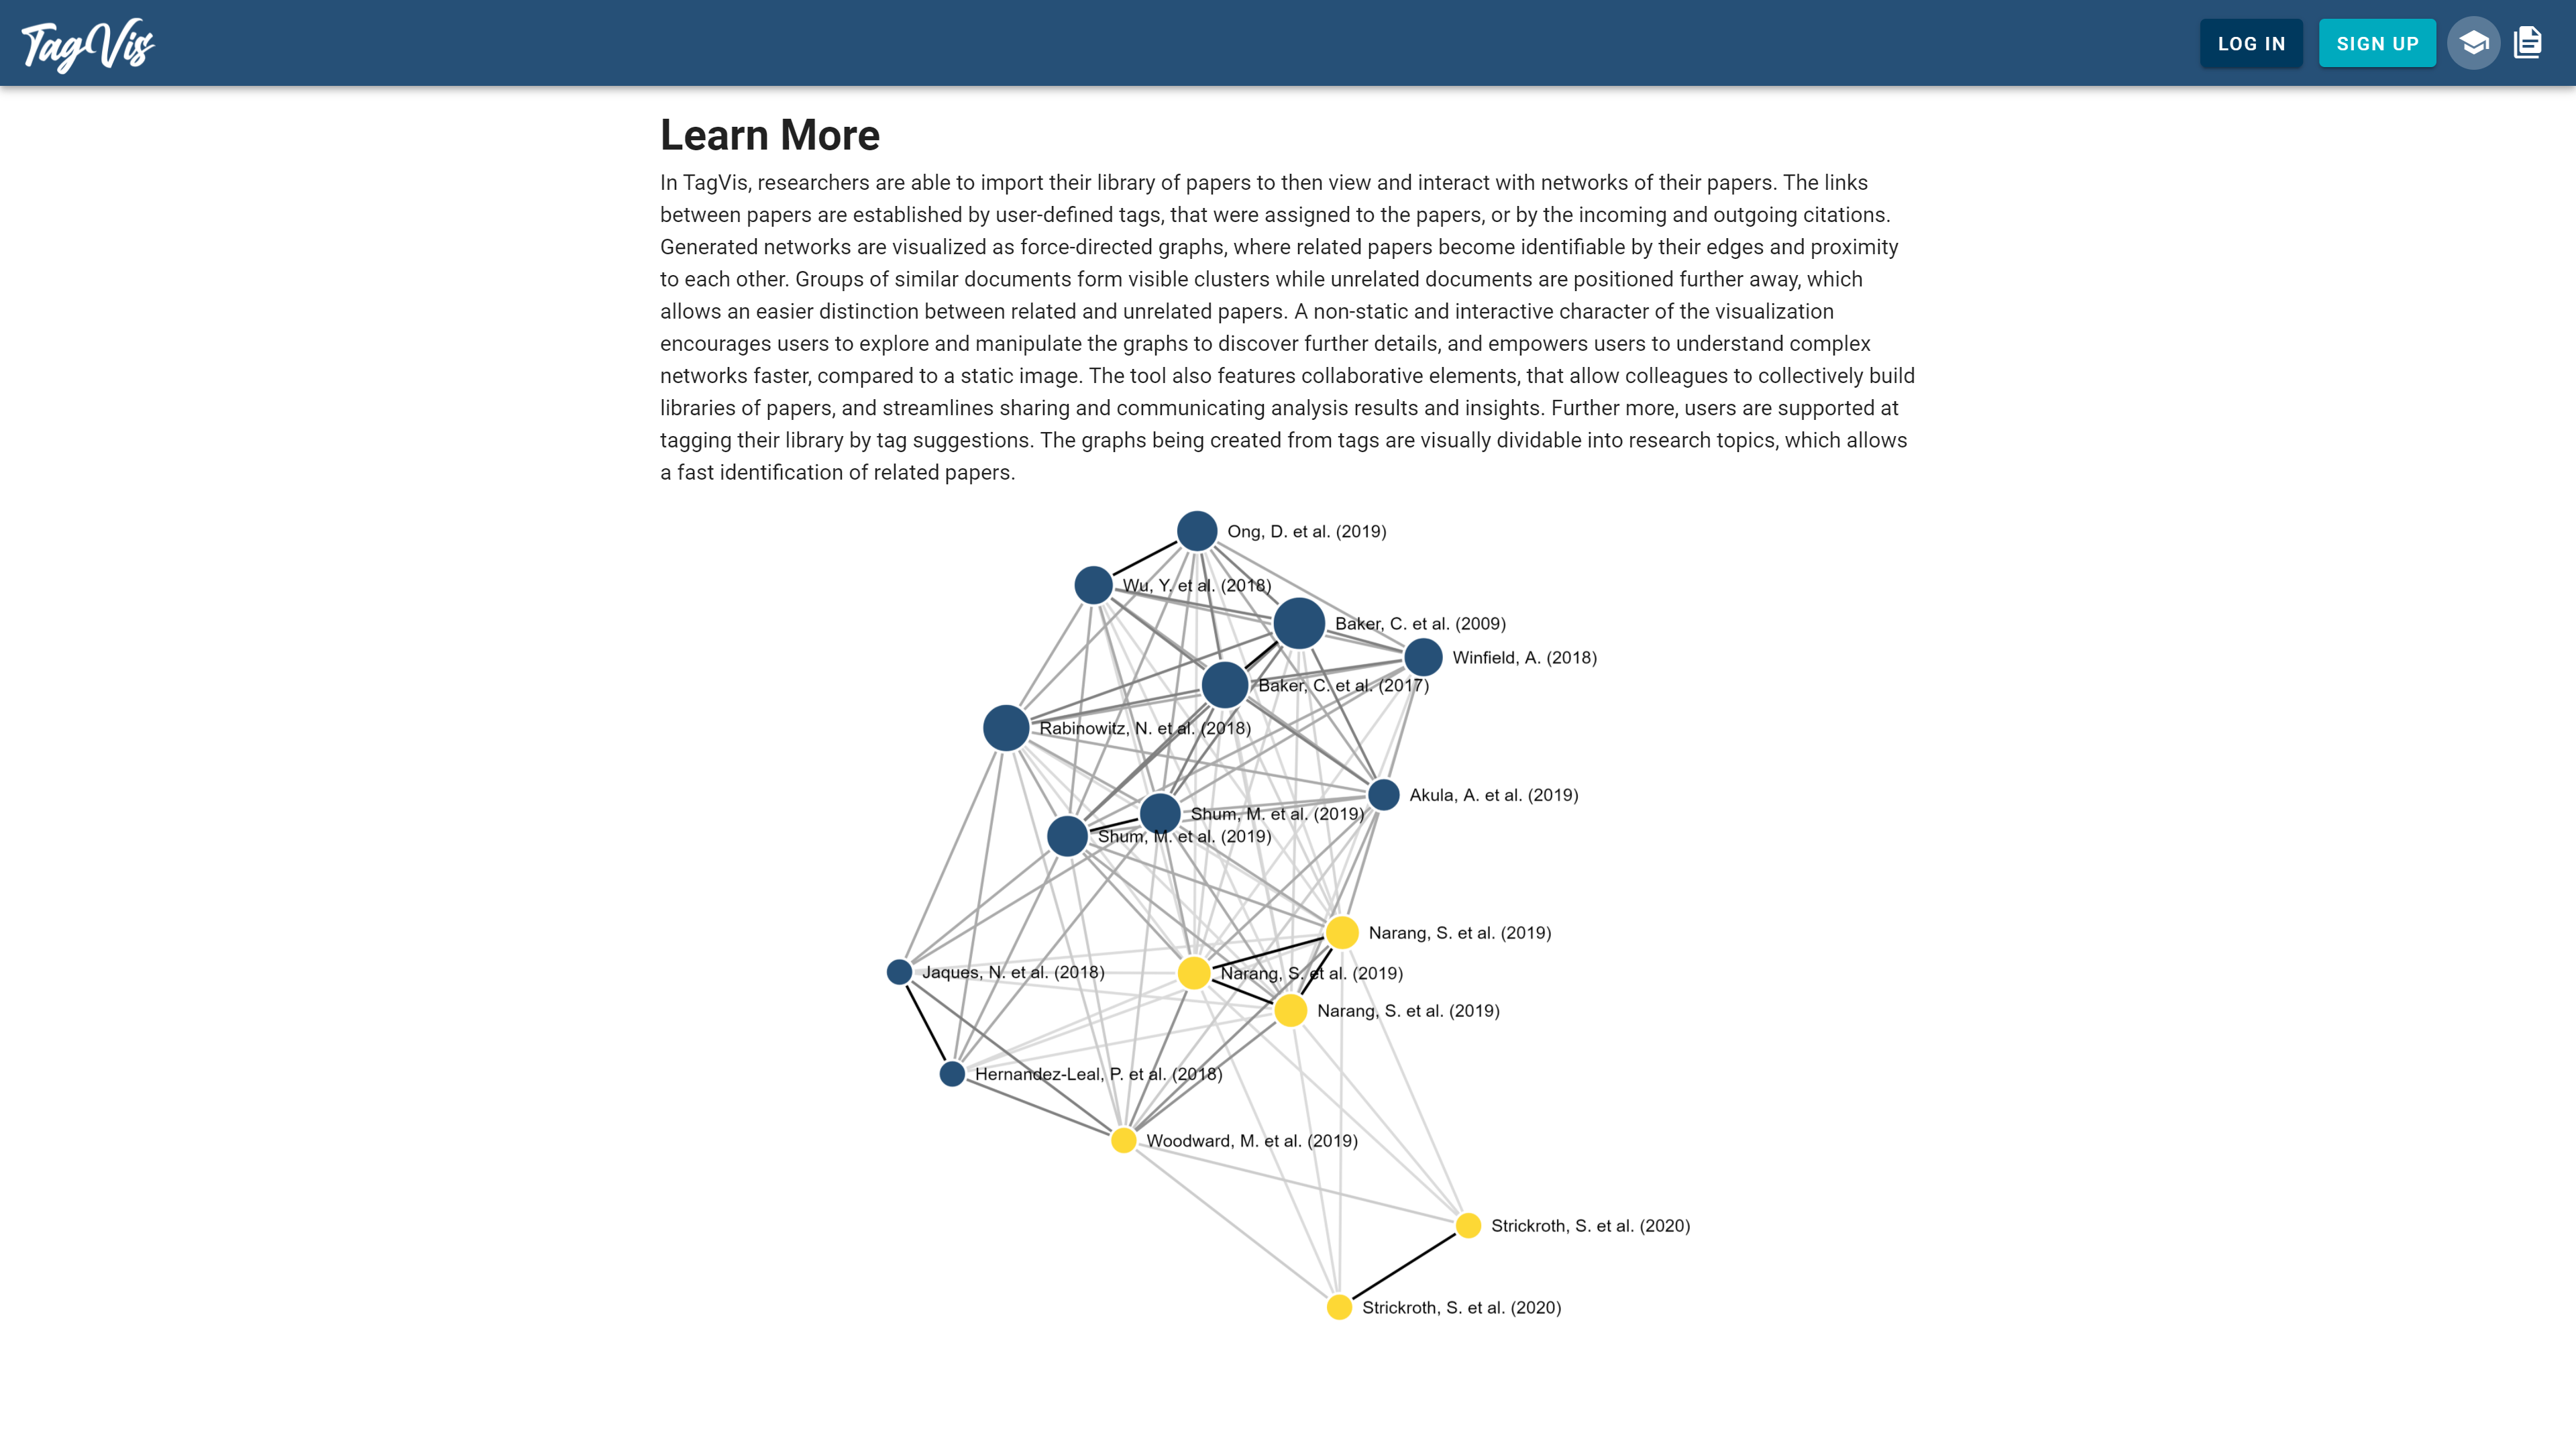 TagVis
LOG IN
SIGN UP
Learn More
In TagVis, researchers are able to import their library of papers to then view and interact with networks of their papers. The links
between papers are established by user-defined tags, that were assigned to the papers, or by the incoming and outgoing citations.
Generated networks are visualized as force-directed graphs, where related papers become identifiable by their edges and proximity
to each other. Groups of similar documents form visible clusters while unrelated documents are positioned further away, which
allows an easier distinction between related and unrelated papers. A non-static and interactive character of the visualization
encourages users to explore and manipulate the graphs to discover further details, and empowers users to understand complex
networks faster, compared to a static image. The tool also features collaborative elements, that allow colleagues to collectively build
libraries of papers, and streamlines sharing and communicating analysis results and insights. Further more, users are supported at
tagging their library by tag suggestions. The graphs being created from tags are visually dividable into research topics, which allows
a fast identification of related papers.
Ong, D. et al. (2019)
Wu, Y. et al. (2018)
Baker, C. et al. (2009)
Winfield, A. (2018)
Baker, C. et al. (2017)
Rabinowitz, N. et al. (2018)
Akula, A. et al. (2019)
Shum, M. et al. (2019)
Shum, M. et al. (2019)
Narang, S. et al. (2019)
Jaques, N. et al. (2018)
Narang, S. et al. (2019)
Narang, S. et al. (2019)
Hernandez-Leal, P. et al. (2018)
Woodward, M. et al. (2019)
Strickroth, S. et al. (2020)
Strickroth, S. et al. (2020)